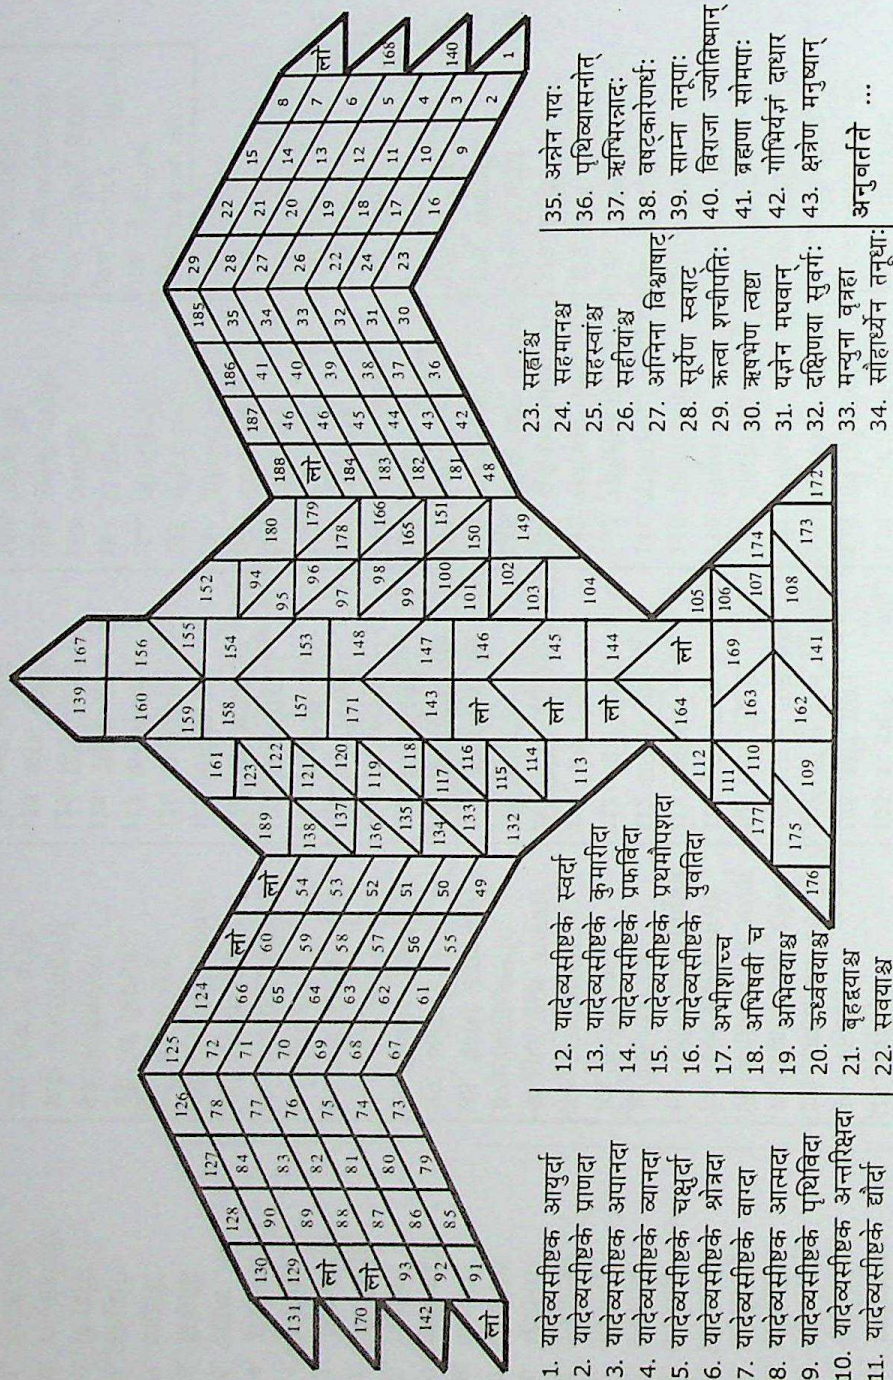 131
170
142
लो
130 129 लो लो 93 92 91
128 90 89 88 87 86 85
127 84 83 82 81 80 79
126 78 77 76 75 74 73
125 72 71 70 69 68 67
124 66 65 64 63 62 61
लो 60 59 58 57 56 55
लो 54 53 52 51 50 49
189 138 137 136 135 134 133 132
161 123 122 121 120 119 118 117 116 115 114 113
139 160 159 158 157 171 143 लो लो लो 164 163 162
167 156 155 154 153 148 147 146 145 144 लो 169 141
152 94 95 96 97 98 99 100 101 102 103 104
180 179 178 166 165 151 150 149
112 111 110 109 177 175 176
105 106 107 108 174 173 172
188 लो 184 183 182 181 48
187 46 46 45 44 43 42
186 41 40 39 38 37 36
185 35 34 33 32 31 30
29 28 27 26 22 24 23
22 21 20 19 18 17 16
15 14 13 12 11 10 9
8 7 6 5 4 3 2
लो
168
140
1
1. यादेव्यसीष्टक आयुर्दा
2. यादेव्यसीष्टके प्राणदा
3. यादेव्यसीष्टक अपानदा
4. यादेव्यसीष्टके व्यानदा
5. यादेव्यसीष्टके चक्षुर्दा
6. यादेव्यसीष्टके श्रोत्रदा
7. यादेव्यसीष्टके वाग्दा
8. यादेव्यसीष्टक आत्मदा
9. यादेव्यसीष्टके पृथिविदा
10. यादेव्यसीष्टक अन्तरिक्षदा
11. यादेव्यसीष्टके द्यौर्दा
12. यादेव्यसीष्टके स्वर्दा
13. यादेव्यसीष्टके कुमारीदा
14. यादेव्यसीष्टके प्रफर्विदा
15. यादेव्यसीष्टके प्रथमौपशदा
16. यादेव्यसीष्टके युवतिदा
17. अभीशाच्च
18. अभिषवी च
19. अभिवयाश्च
20. ऊर्ध्ववयाश्च
21. बृहद्वयाश्च
22. सवयाश्च
23. सह्वांश्च
24. सहमानश्च
25. सहस्वांश्च
26. सहीयांश्च
27. अग्निना विश्वाषाट्
28. सूर्येण स्वराट्
29. क्रत्वा शचीपतिः
30. ऋषभेण त्वष्टा
31. यज्ञेन मघवान्
32. दक्षिणया सुवर्गः
33. मन्युना वृत्रहा
34. सौहार्ध्येन तनूधाः
35. अन्नेन गयः
36. पृथिव्यासनोत्
37. ऋग्भिरन्नादः
38. वषट्कारेणर्धः
39. साम्ना तनूपाः
40. विराजा ज्योतिष्मान्
41. ब्रह्मणा सोमपाः
42. गोभिर्यज्ञं दाधार
43. क्षत्रेण मनुष्यान्
अनुवर्तते ...